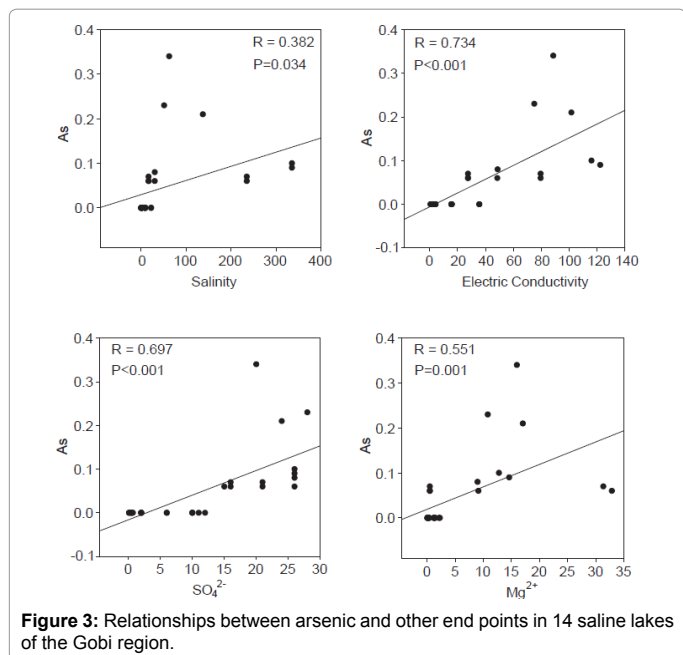 R = 0.382
P=0.034
0.4
0.3
0.2
0.1
0.0
As
0
100
200
300
400
Salinity
R = 0.734
P<0.001
0.4
0.3
0.2
0.1
0.0
-0.1
As
0
20
40
60
80
100
120
140
Electric Conductivity
R = 0.697
P<0.001
0.4
0.3
0.2
0.1
0.0
-0.1
As
0
5
10
15
20
25
30
SO₄²⁻
R = 0.551
P=0.001
0.4
0.3
0.2
0.1
0.0
As
0
5
10
15
20
25
30
35
Mg²⁺
Figure 3: Relationships between arsenic and other end points in 14 saline lakes
of the Gobi region.